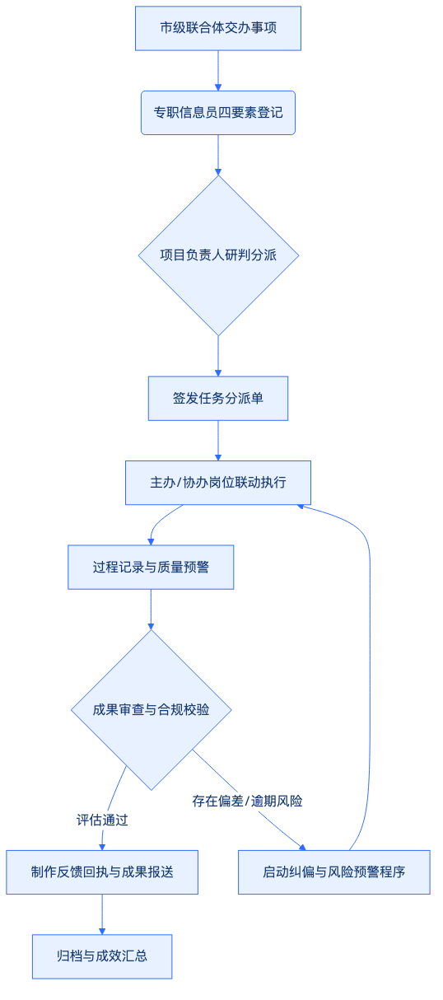 市级联合体交办事项
专职信息员四要素登记
项目负责人研判分派
签发任务分派单
主办/协办岗位联动执行
过程记录与质量预警
成果审查与合规校验
存在偏差/逾期风险
评估通过
制作反馈回执与成果报送
启动纠偏与风险预警程序
归档与成效汇总